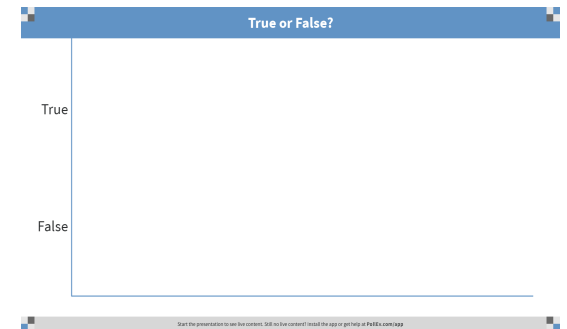 True or False?
True
False
Start the presentation to see live content. Still no live content? Install the app or get help at PollEv.com/app